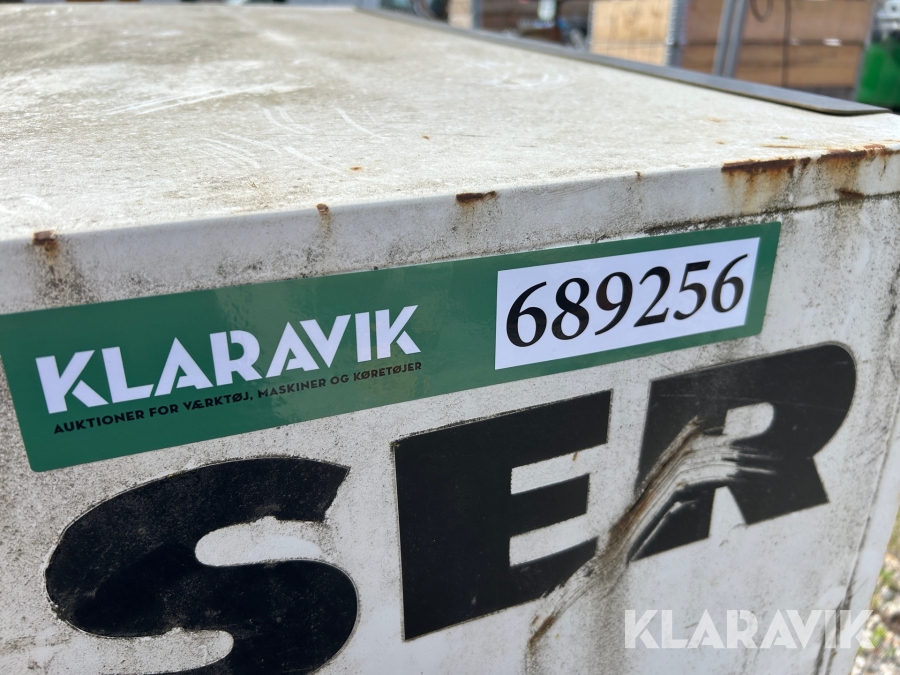 KLARAVIK
AUKTIONER FOR VÆRKTØJ, MASKINER OG KØRETØJER
689256
SER
KLARAVIK